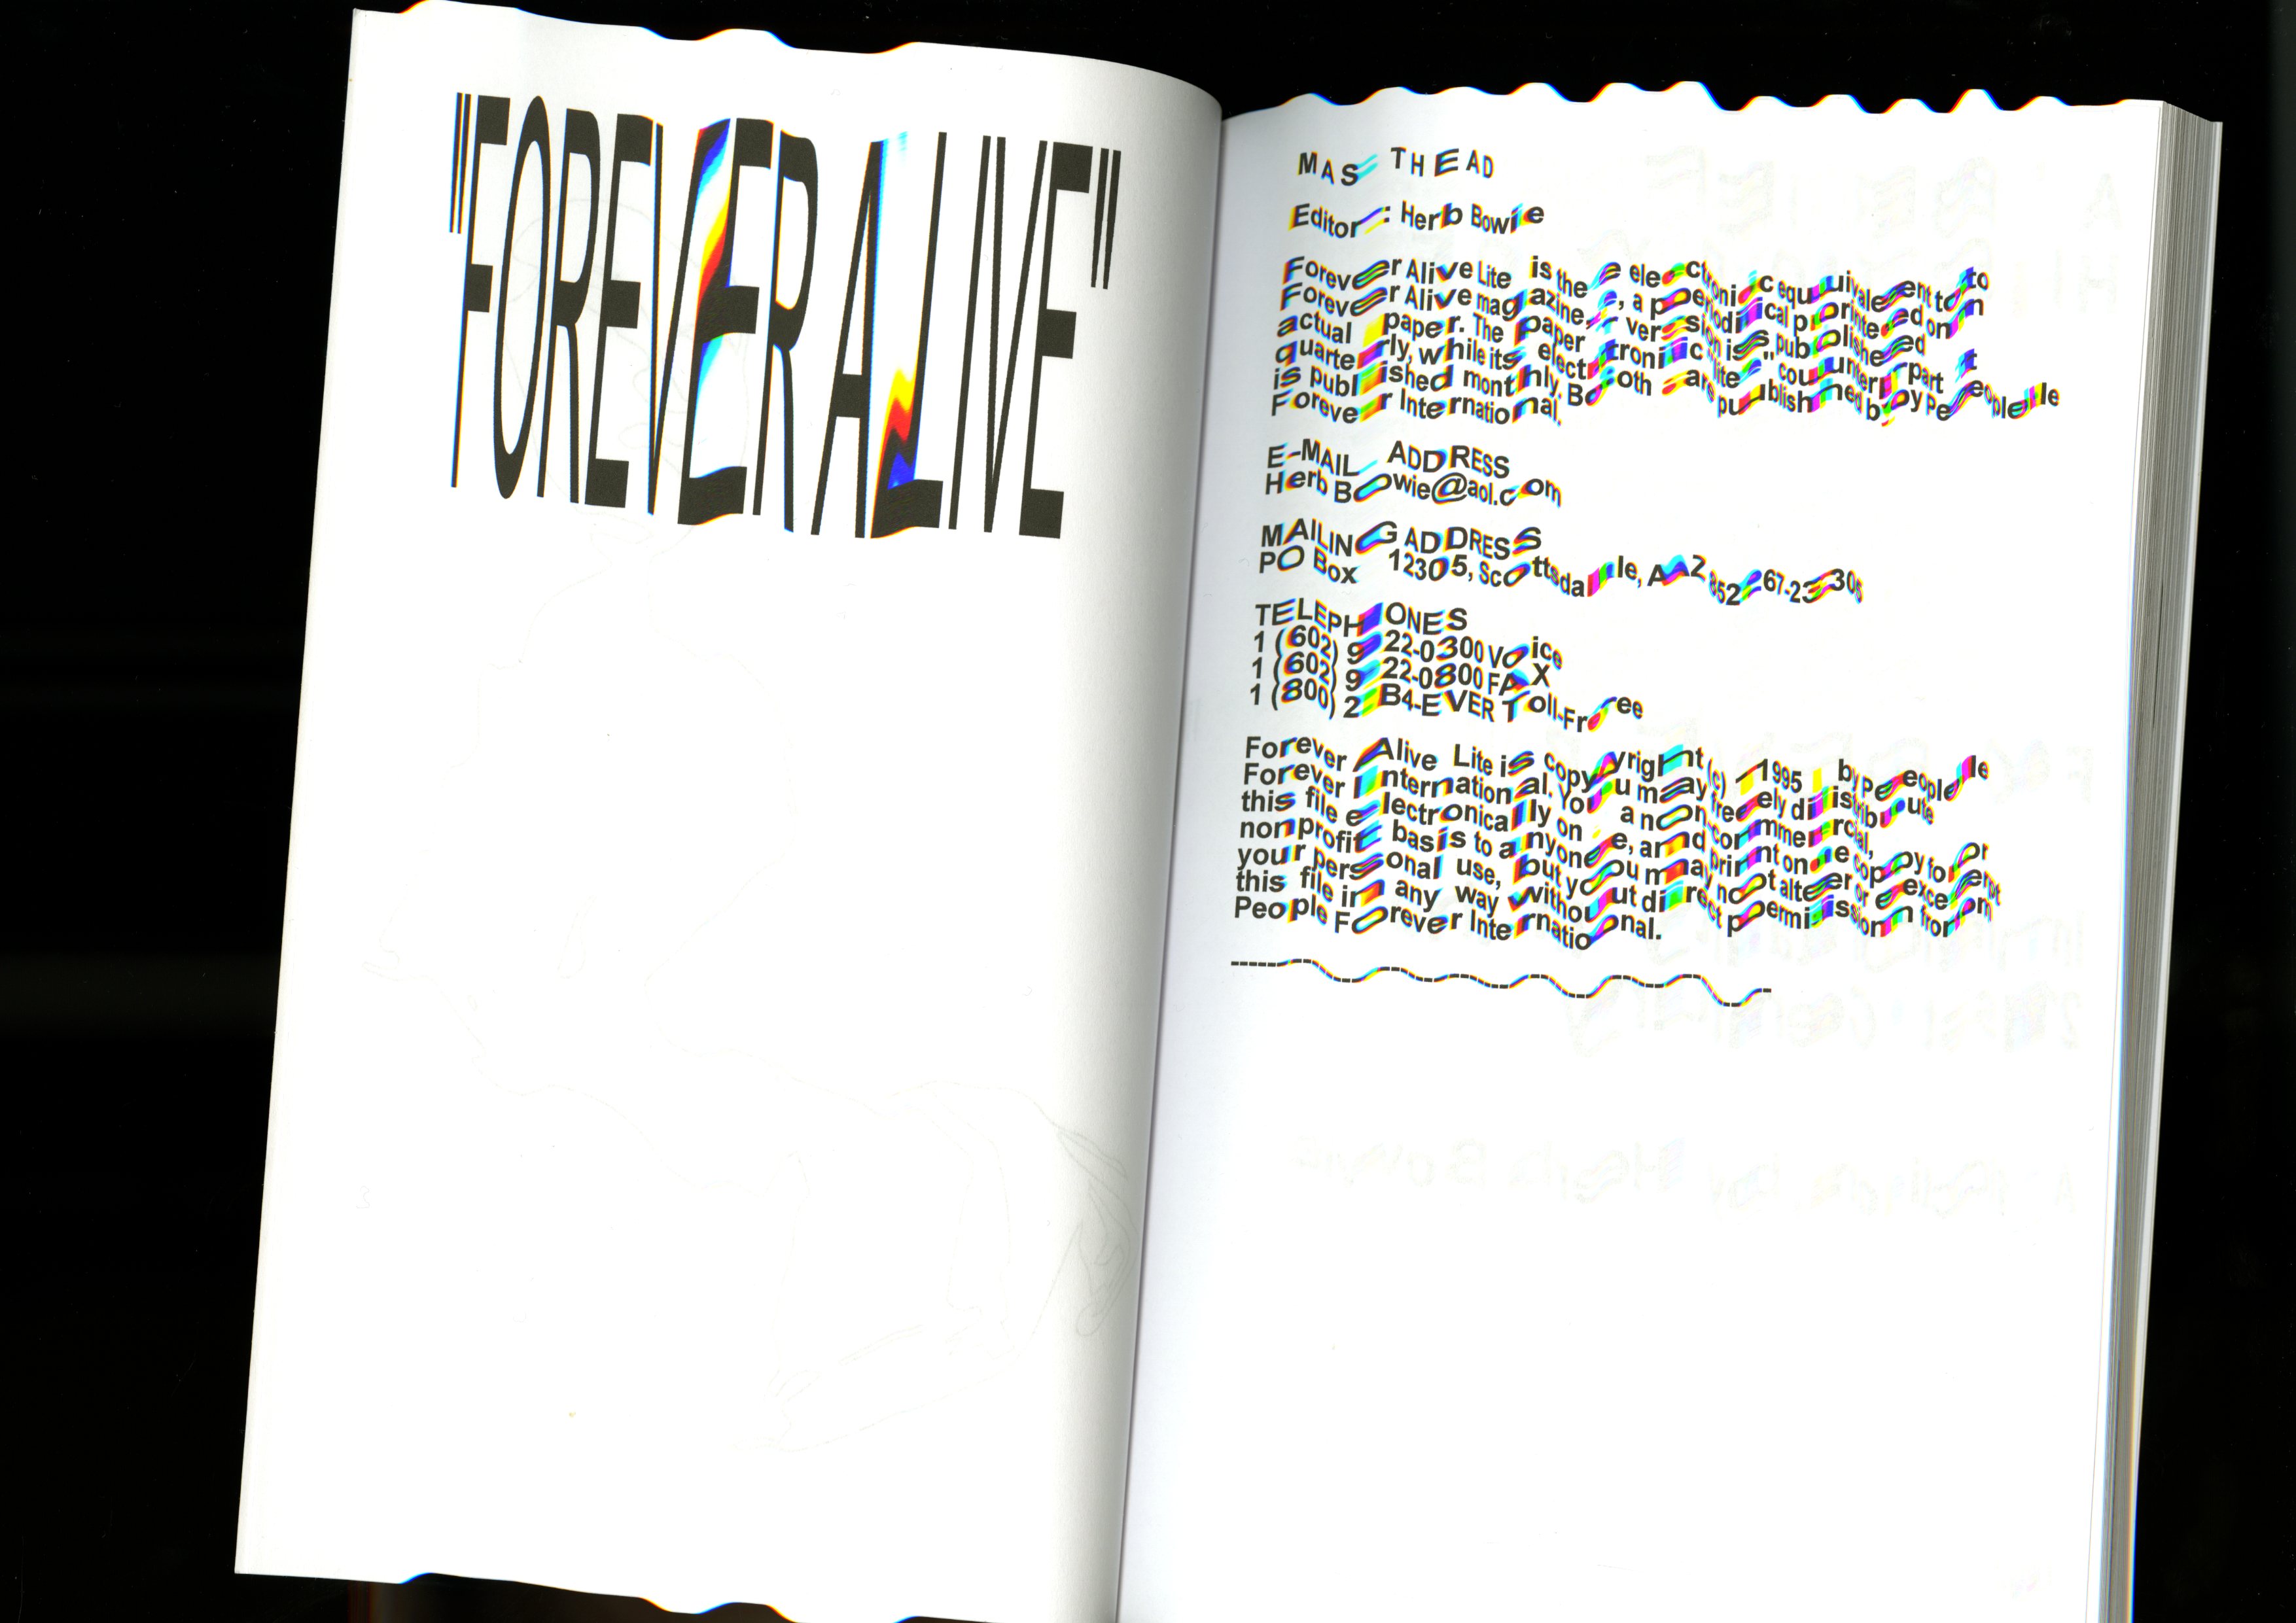 "FOREVER ALIVE"
MASTHEAD
Editor: Herb Bowie
Forever Alive Lite is the electronic equivalent to
Forever Alive magazine, a periodical printed on
actual paper. The paper version is published
quarterly, while its electronic "lite" counterpart
is published monthly. Both are published by People
Forever International.
E-MAIL ADDRESS
HerbBowie@aol.com
MAILING ADDRESS
PO Box 12305, Scottsdale, AZ 85267-2305
TELEPHONES
1 (602) 922-0300 Voice
1 (602) 922-0800 FAX
1 (800) 2B4-EVER Toll-Free
Forever Alive Lite is copyright (c) 1995 by People
Forever International. You may freely distribute
this file electronically on a non-commercial,
nonprofit basis to anyone, and print one copy for
your personal use, but you may not alter or excerpt
this file in any way without direct permission from
People Forever International.